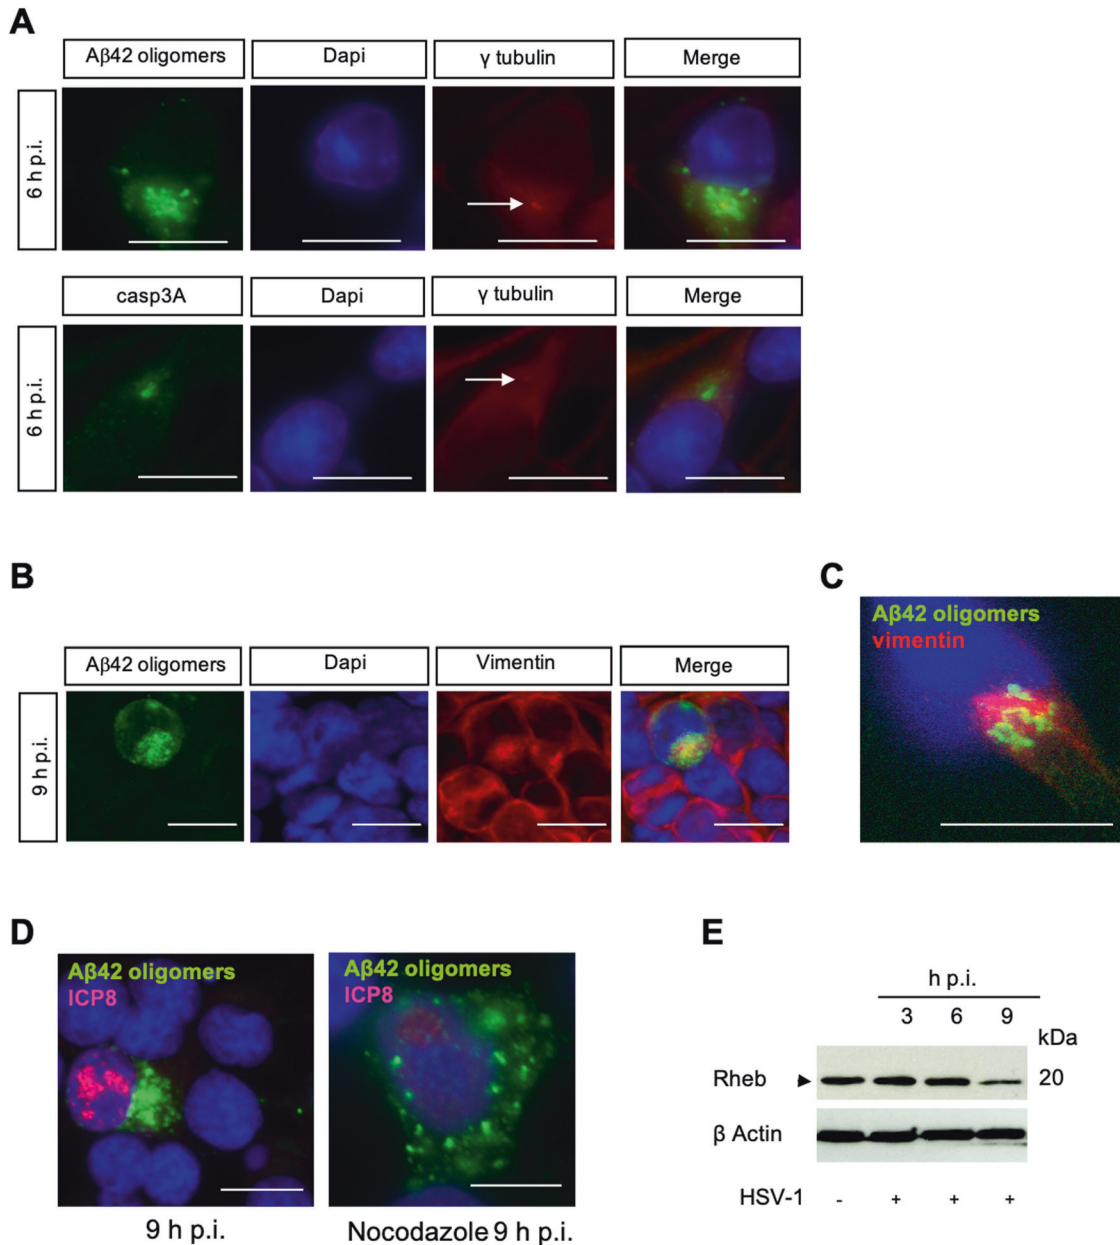 A
Aβ42 oligomers
Dapi
γ tubulin
Merge
6 h p.i.
casp3A
Dapi
γ tubulin
Merge
6 h p.i.
B
Aβ42 oligomers
Dapi
Vimentin
Merge
9 h p.i.
C
Aβ42 oligomers
vimentin
D
Aβ42 oligomers
ICP8
9 h p.i.
Aβ42 oligomers
ICP8
Nocodazole 9 h p.i.
E
h p.i.
3 6 9
kDa
Rheb 20
β Actin
HSV-1 - + + +